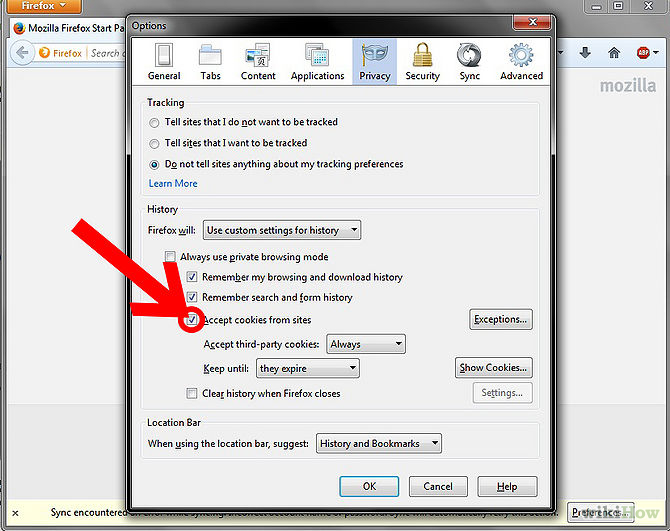 Firefox
Options
Mozilla Firefox Start Pa
Firefox
ABP
mozilla
General
Tabs
Content
Applications
Privacy
Security
Sync
Advanced
Tracking
Tell sites that I do not want to be tracked
Tell sites that I want to be tracked
Do not tell sites anything about my tracking preferences
Learn More
History
Firefox will: Use custom settings for history
Always use private browsing mode
Remember my browsing and download history
Remember search and form history
Accept cookies from sites
Exceptions...
Accept third-party cookies: Always
Keep until: they expire
Show Cookies...
Clear history when Firefox closes
Settings...
Location Bar
When using the location bar, suggest: History and Bookmarks
OK
Cancel
Help
Sync encountered
Preferences...
wikiHow